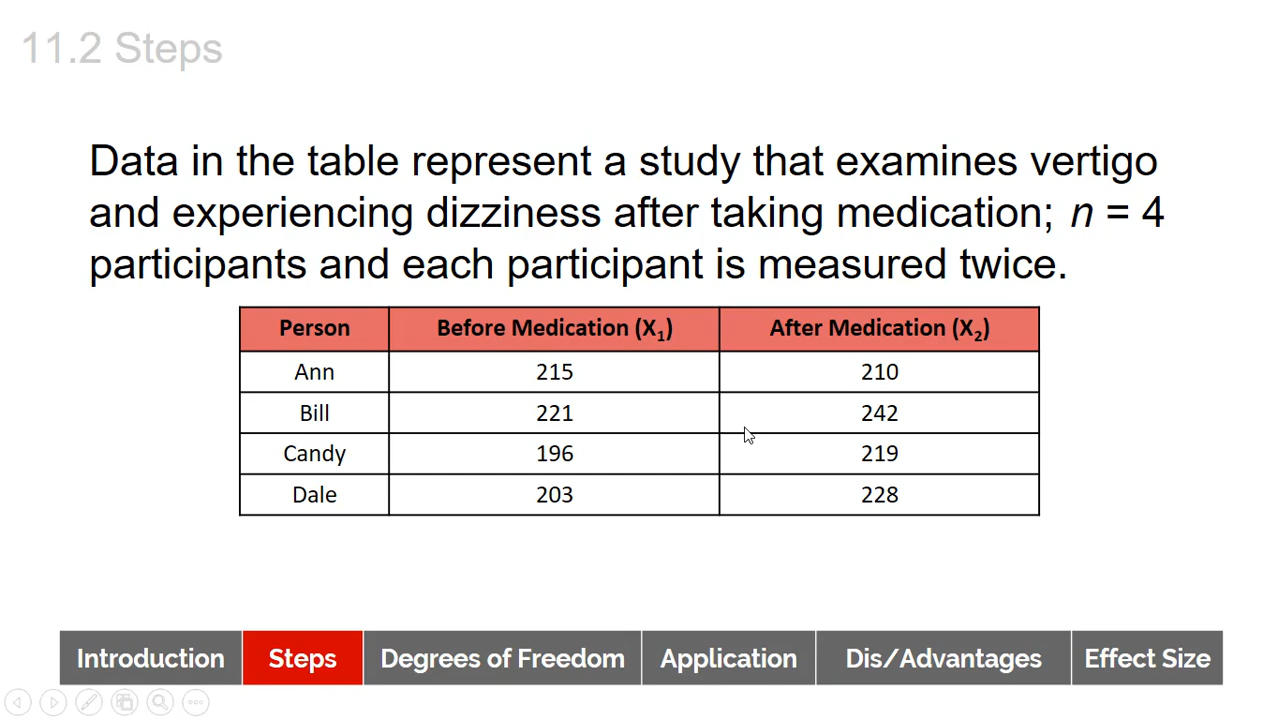 11.2 Steps
Data in the table represent a study that examines vertigo
and experiencing dizziness after taking medication; n = 4
participants and each participant is measured twice.
Person Before Medication (X₁) After Medication (X₂)
Ann 215 210
Bill 221 242
Candy 196 219
Dale 203 228
Introduction Steps Degrees of Freedom Application Dis/Advantages Effect Size